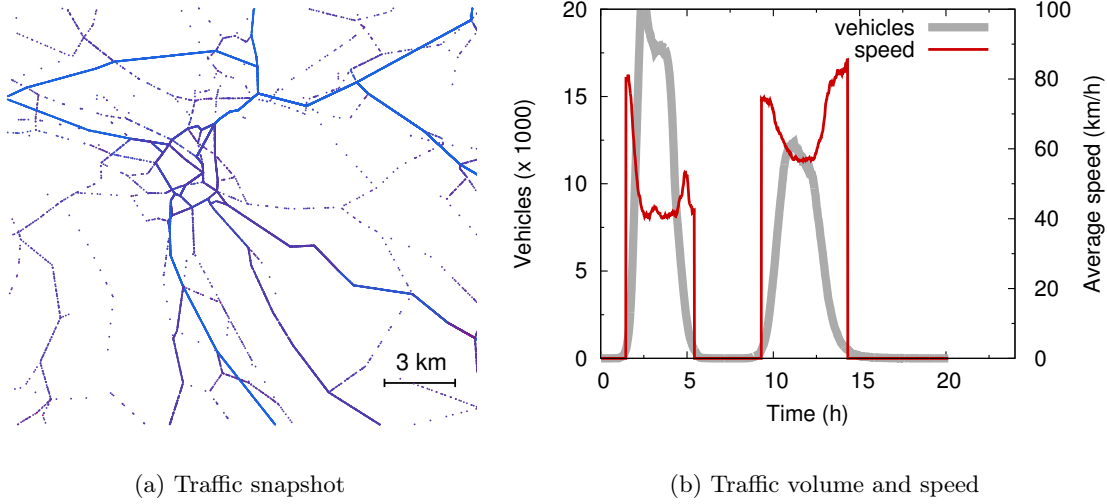 3 km
(a) Traffic snapshot
vehicles
speed
20
15
10
5
0
Vehicles (x 1000)
100
80
60
40
20
0
Average speed (km/h)
0 5 10 15 20
Time (h)
(b) Traffic volume and speed